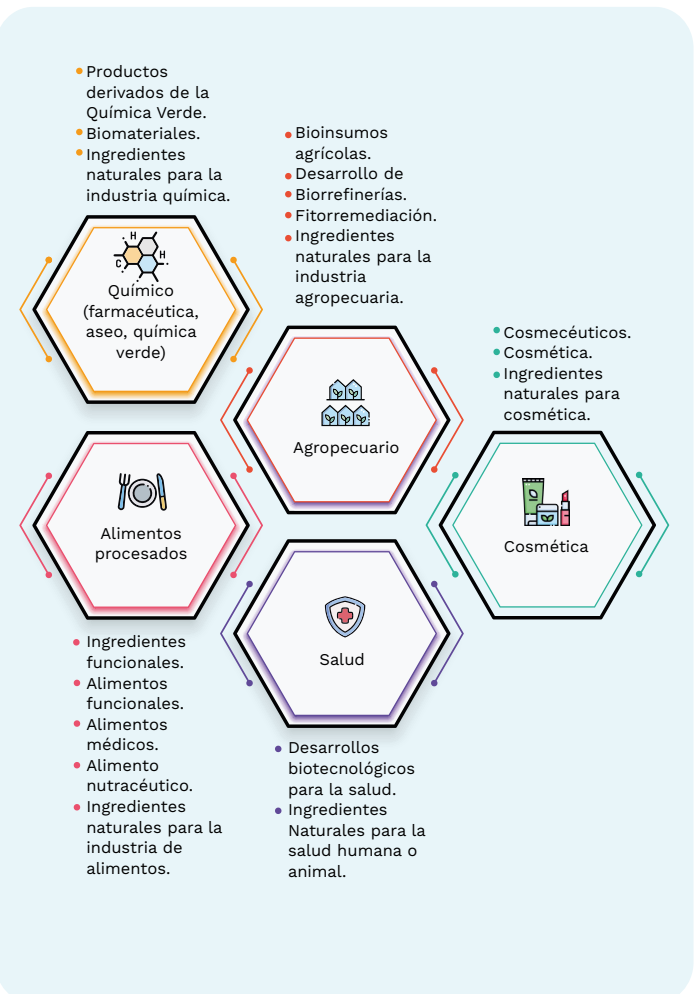 • Productos
derivados de la
Química Verde.
• Biomateriales.
• Ingredientes
naturales para la
industria química.
H
H
C
Químico
(farmacéutica,
aseo, química
verde)
• Bioinsumos
agrícolas.
• Desarrollo de
• Biorrefinerías.
• Fitorremediación.
• Ingredientes
naturales para la
industria
agropecuaria.
Agropecuario
• Cosmecéuticos.
• Cosmética.
• Ingredientes
naturales para
cosmética.
Cosmética
Alimentos
procesados
• Ingredientes
funcionales.
• Alimentos
funcionales.
• Alimentos
médicos.
• Alimento
nutracéutico.
• Ingredientes
naturales para la
industria de
alimentos.
Salud
• Desarrollos
biotecnológicos
para la salud.
• Ingredientes
Naturales para la
salud humana o
animal.